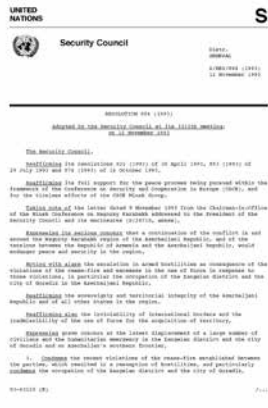 UNITED
NATIONS
S
Security Council
Distr.
GENERAL
S/RES/884 (1993)
12 November 1993
RESOLUTION 884 (1993)
Adopted by the Security Council at its 3313th meeting,
on 12 November 1993
The Security Council,
Reaffirming its resolutions 822 (1993) of 30 April 1993, 853 (1993) of
29 July 1993 and 874 (1993) of 14 October 1993,
Reaffirming its full support for the peace process being pursued within the
framework of the Conference on Security and Cooperation in Europe (CSCE), and
for the tireless efforts of the CSCE Minsk Group,
Taking note of the letter dated 9 November 1993 from the Chairman-in-Office
of the Minsk Conference on Nagorny Karabakh addressed to the President of the
Security Council and its enclosures (S/26718, annex),
Expressing its serious concern that a continuation of the conflict in and
around the Nagorny Karabakh region of the Azerbaijani Republic, and of the
tensions between the Republic of Armenia and the Azerbaijani Republic, would
endanger peace and security in the region,
Noting with alarm the escalation in armed hostilities as consequence of the
violations of the cease-fire and excesses in the use of force in response to
those violations, in particular the occupation of the Zangelan district and the
city of Goradiz in the Azerbaijani Republic,
Reaffirming the sovereignty and territorial integrity of the Azerbaijani
Republic and of all other States in the region,
Reaffirming also the inviolability of international borders and the
inadmissibility of the use of force for the acquisition of territory,
Expressing grave concern at the latest displacement of a large number of
civilians and the humanitarian emergency in the Zangelan district and the city
of Goradiz and on Azerbaijan's southern frontier,
1. Condemns the recent violations of the cease-fire established between
the parties, which resulted in a resumption of hostilities, and particularly
condemns the occupation of the Zangelan district and the city of Goradiz,
93-63120 (E)
/...